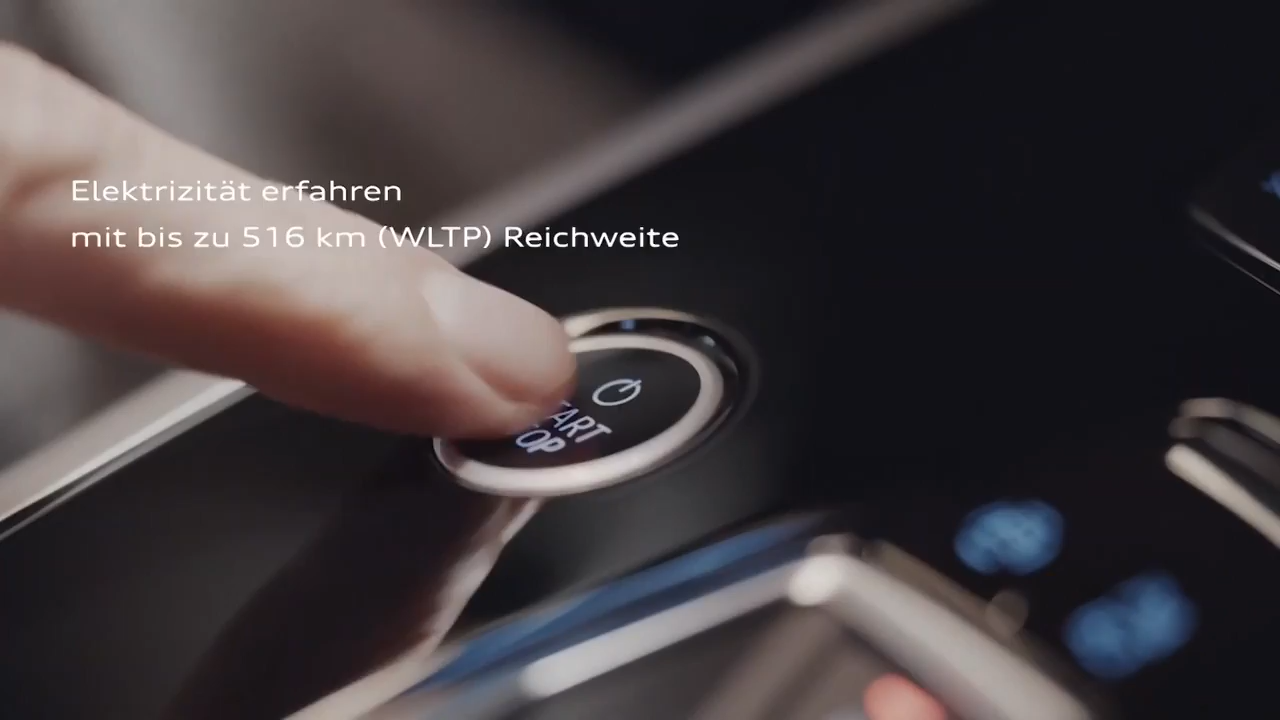 Elektrizität erfahren
mit bis zu 516 km (WLTP) Reichweite